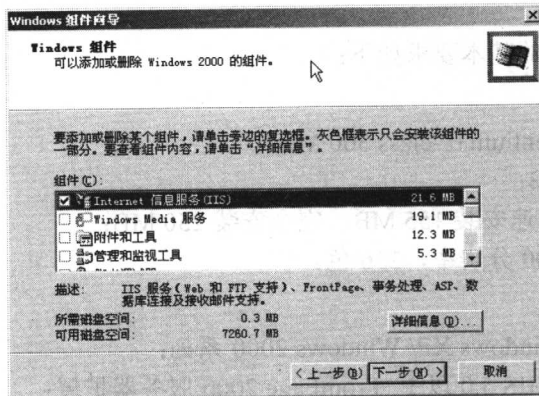 Windows 组件向导
Windows 组件
可以添加或删除 Windows 2000 的组件。
要添加或删除某个组件，请单击旁边的复选框。灰色框表示只会安装该组件的
一部分。要查看组件内容，请单击“详细信息”。
组件(C):
Internet 信息服务(IIS) 21.6 MB
Windows Media 服务 19.1 MB
附件和工具 12.3 MB
管理和监视工具 5.3 MB
描述: IIS 服务(Web 和 FTP 支持)、FrontPage、事务处理、ASP、数
据库连接及接收邮件支持。
所需磁盘空间: 0.3 MB
可用磁盘空间: 7260.7 MB
详细信息(D)...
< 上一步(B) 下一步(N) > 取消